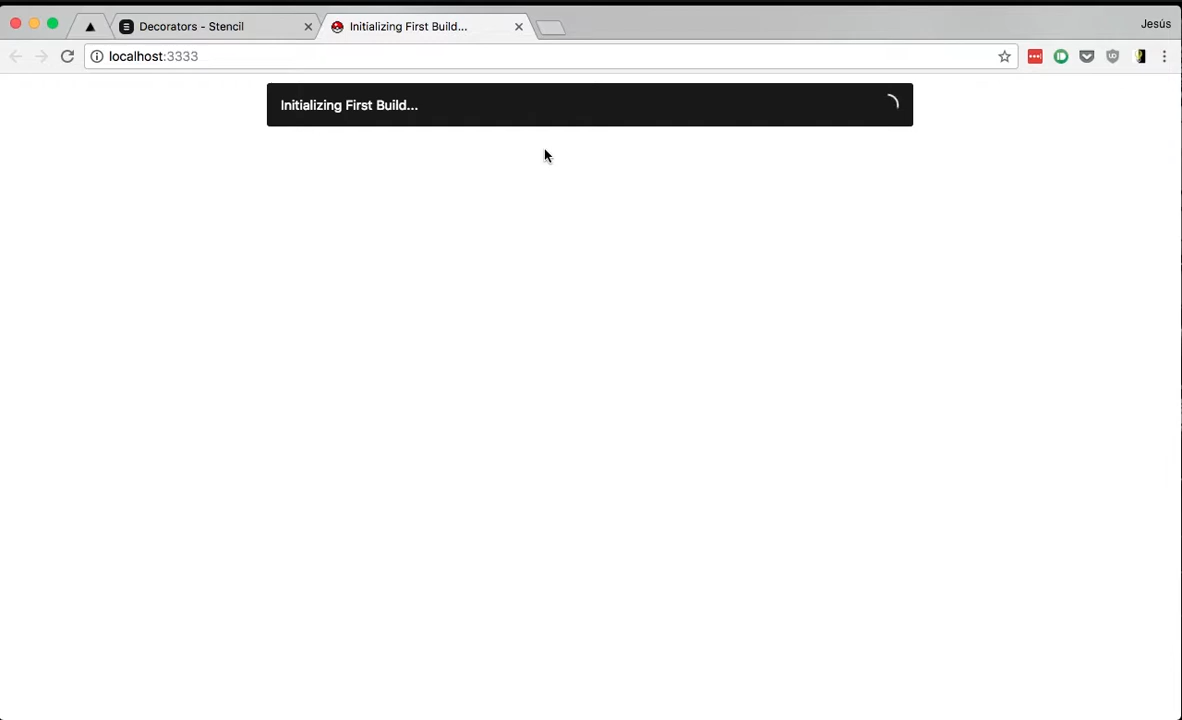 Decorators - Stencil
Initializing First Build...
Jesús
localhost:3333
Initializing First Build...